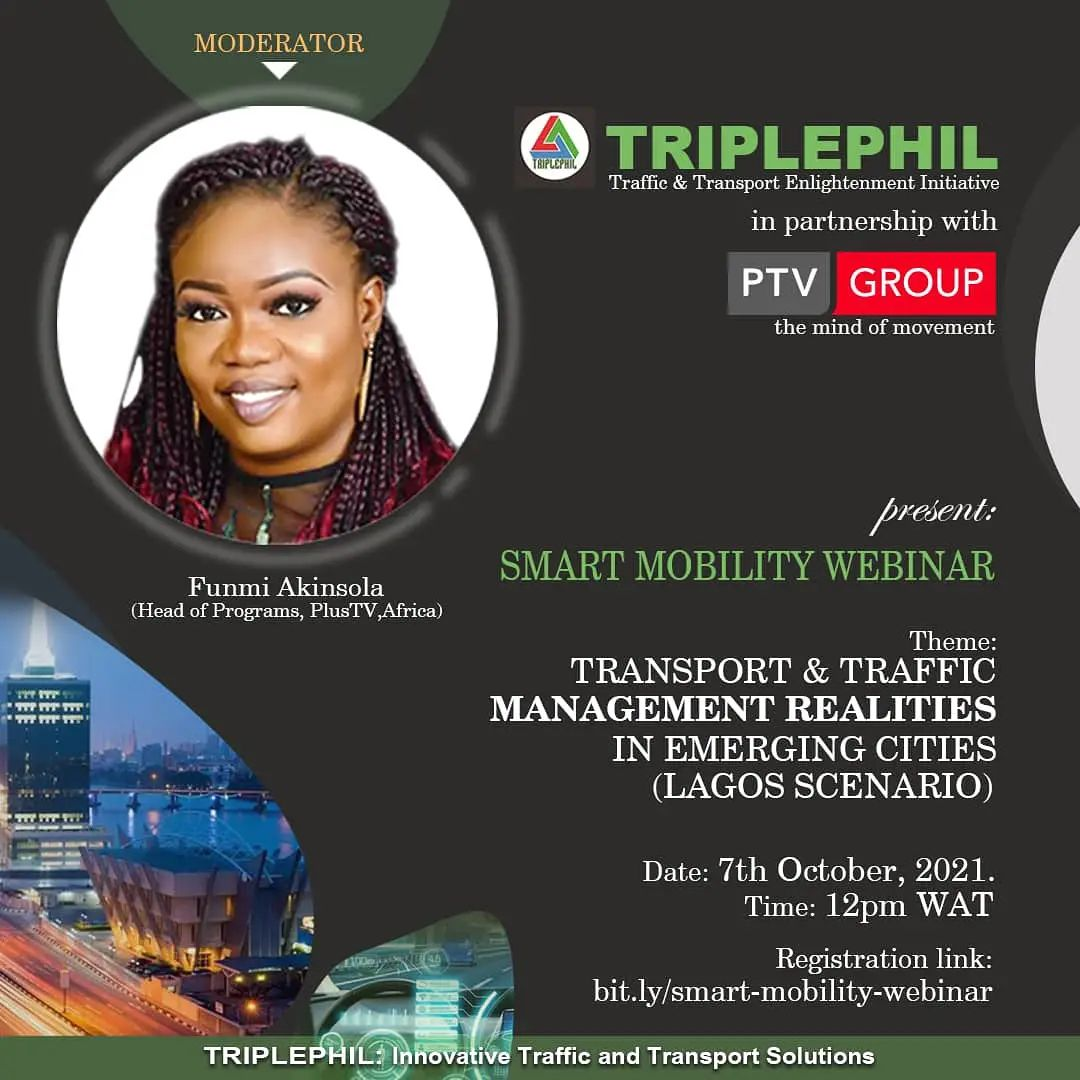 MODERATOR
TRIPLEPHIL
TRIPLEPHIL
Traffic & Transport Enlightenment Initiative
in partnership with
PTV GROUP
the mind of movement
Funmi Akinsola
(Head of Programs, PlusTV,Africa)
present:
SMART MOBILITY WEBINAR
Theme:
TRANSPORT & TRAFFIC
MANAGEMENT REALITIES
IN EMERGING CITIES
(LAGOS SCENARIO)
Date: 7th October, 2021.
Time: 12pm WAT
Registration link:
bit.ly/smart-mobility-webinar
TRIPLEPHIL: Innovative Traffic and Transport Solutions